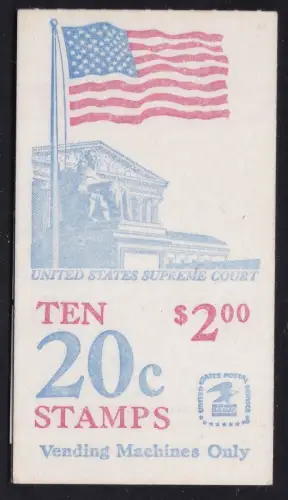 UNITED STATES SUPREME COURT
TEN $2.00
20c
STAMPS
UNITED STATES POSTAL SERVICE
Vending Machines Only